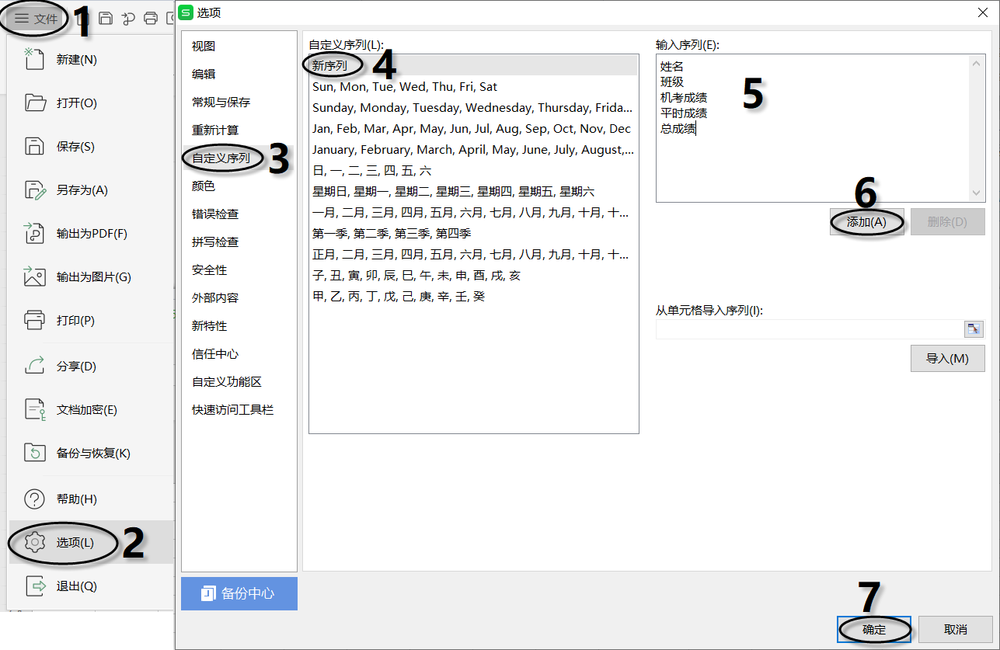 文件
1
新建(N)
打开(O)
保存(S)
另存为(A)
输出为PDF(F)
输出为图片(G)
打印(P)
分享(D)
文档加密(E)
备份与恢复(K)
帮助(H)
选项(L)
2
退出(Q)
S 选项
视图
编辑
常规与保存
重新计算
自定义序列
3
颜色
错误检查
拼写检查
安全性
外部内容
新特性
信任中心
自定义功能区
快速访问工具栏
备份中心
自定义序列(L):
新序列
4
Sun, Mon, Tue, Wed, Thu, Fri, Sat
Sunday, Monday, Tuesday, Wednesday, Thursday, Frida...
Jan, Feb, Mar, Apr, May, Jun, Jul, Aug, Sep, Oct, Nov, Dec
January, February, March, April, May, June, July, August,...
日, 一, 二, 三, 四, 五, 六
星期日, 星期一, 星期二, 星期三, 星期四, 星期五, 星期六
一月, 二月, 三月, 四月, 五月, 六月, 七月, 八月, 九月, 十月, 十...
第一季, 第二季, 第三季, 第四季
正月, 二月, 三月, 四月, 五月, 六月, 七月, 八月, 九月, 十月, 十...
子, 丑, 寅, 卯, 辰, 巳, 午, 未, 申, 酉, 戌, 亥
甲, 乙, 丙, 丁, 戊, 己, 庚, 辛, 壬, 癸
输入序列(E):
姓名
班级
机考成绩
平时成绩
总成绩
5
6
添加(A)
删除(D)
从单元格导入序列(I):
导入(M)
7
确定
取消